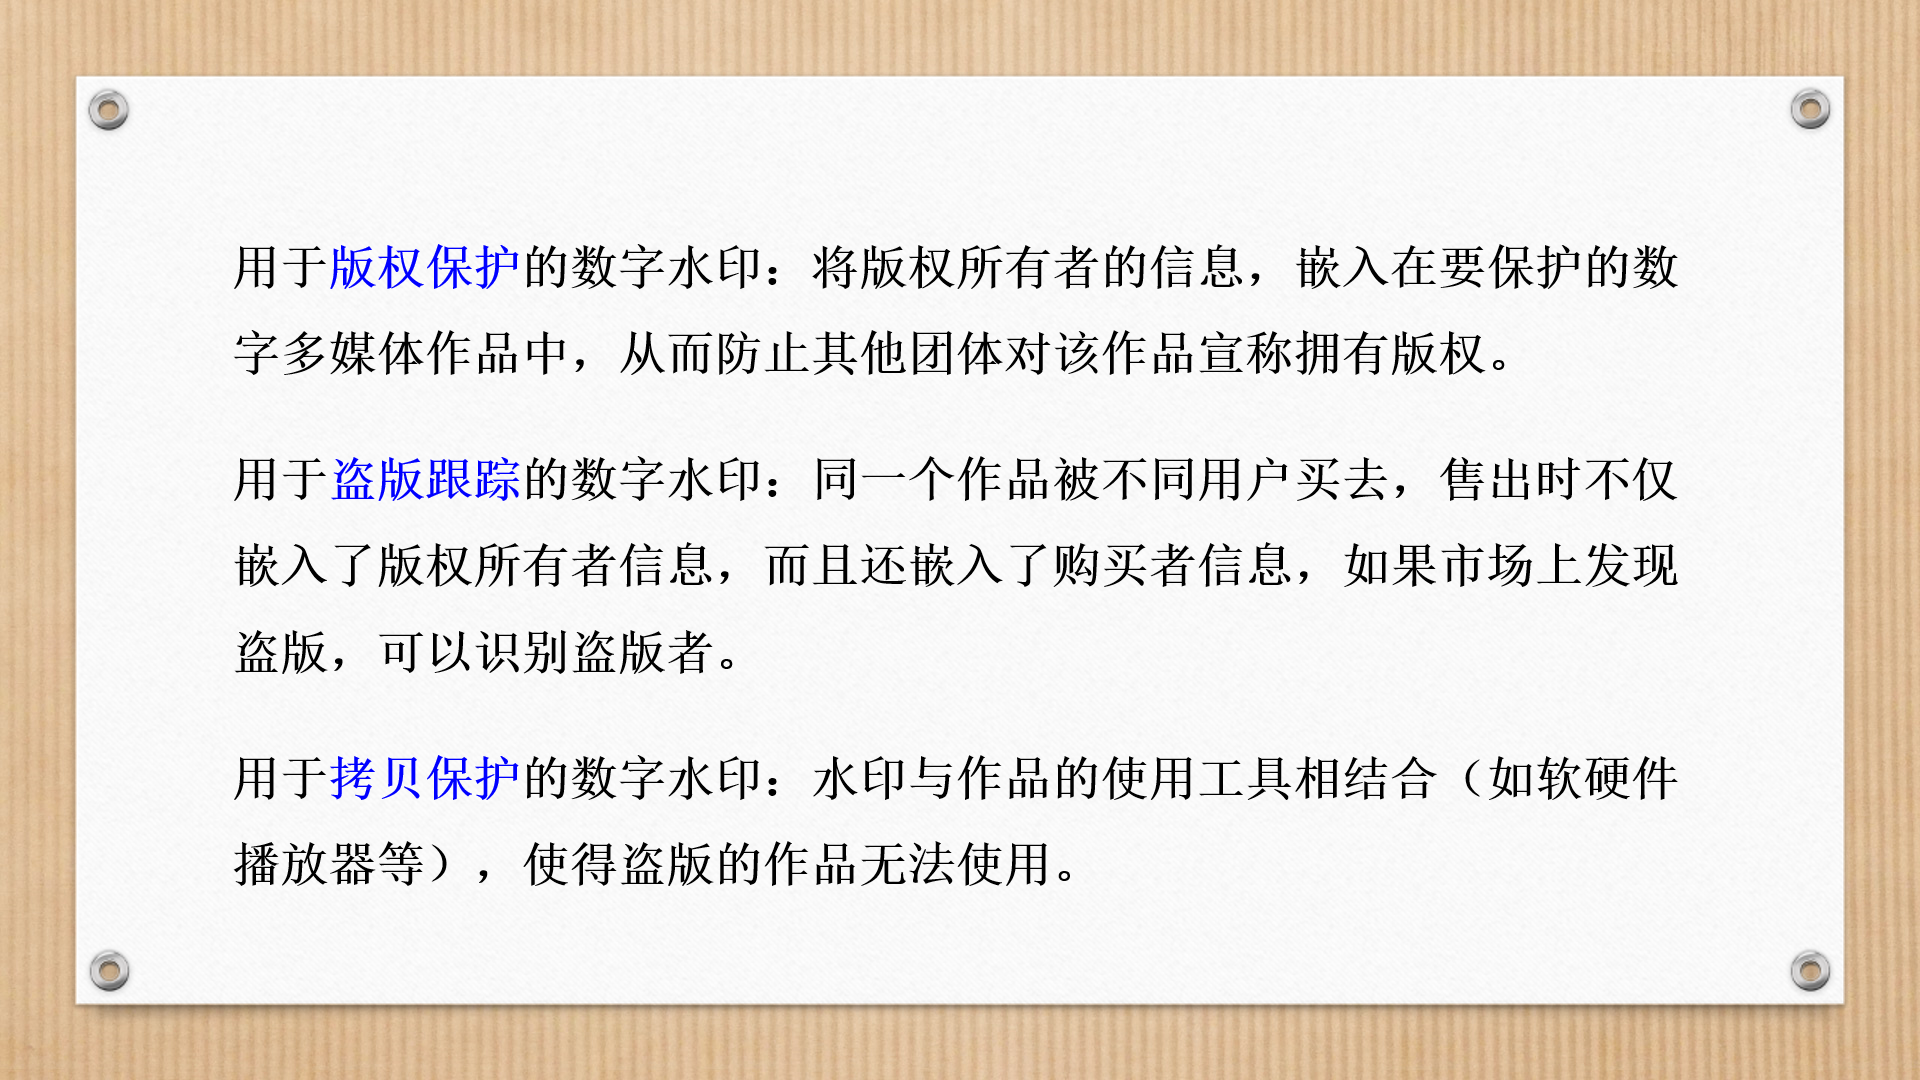 用于版权保护的数字水印：将版权所有者的信息，嵌入在要保护的数
字多媒体作品中，从而防止其他团体对该作品宣称拥有版权。
用于盗版跟踪的数字水印：同一个作品被不同用户买去，售出时不仅
嵌入了版权所有者信息，而且还嵌入了购买者信息，如果市场上发现
盗版，可以识别盗版者。
用于拷贝保护的数字水印：水印与作品的使用工具相结合（如软硬件
播放器等），使得盗版的作品无法使用。